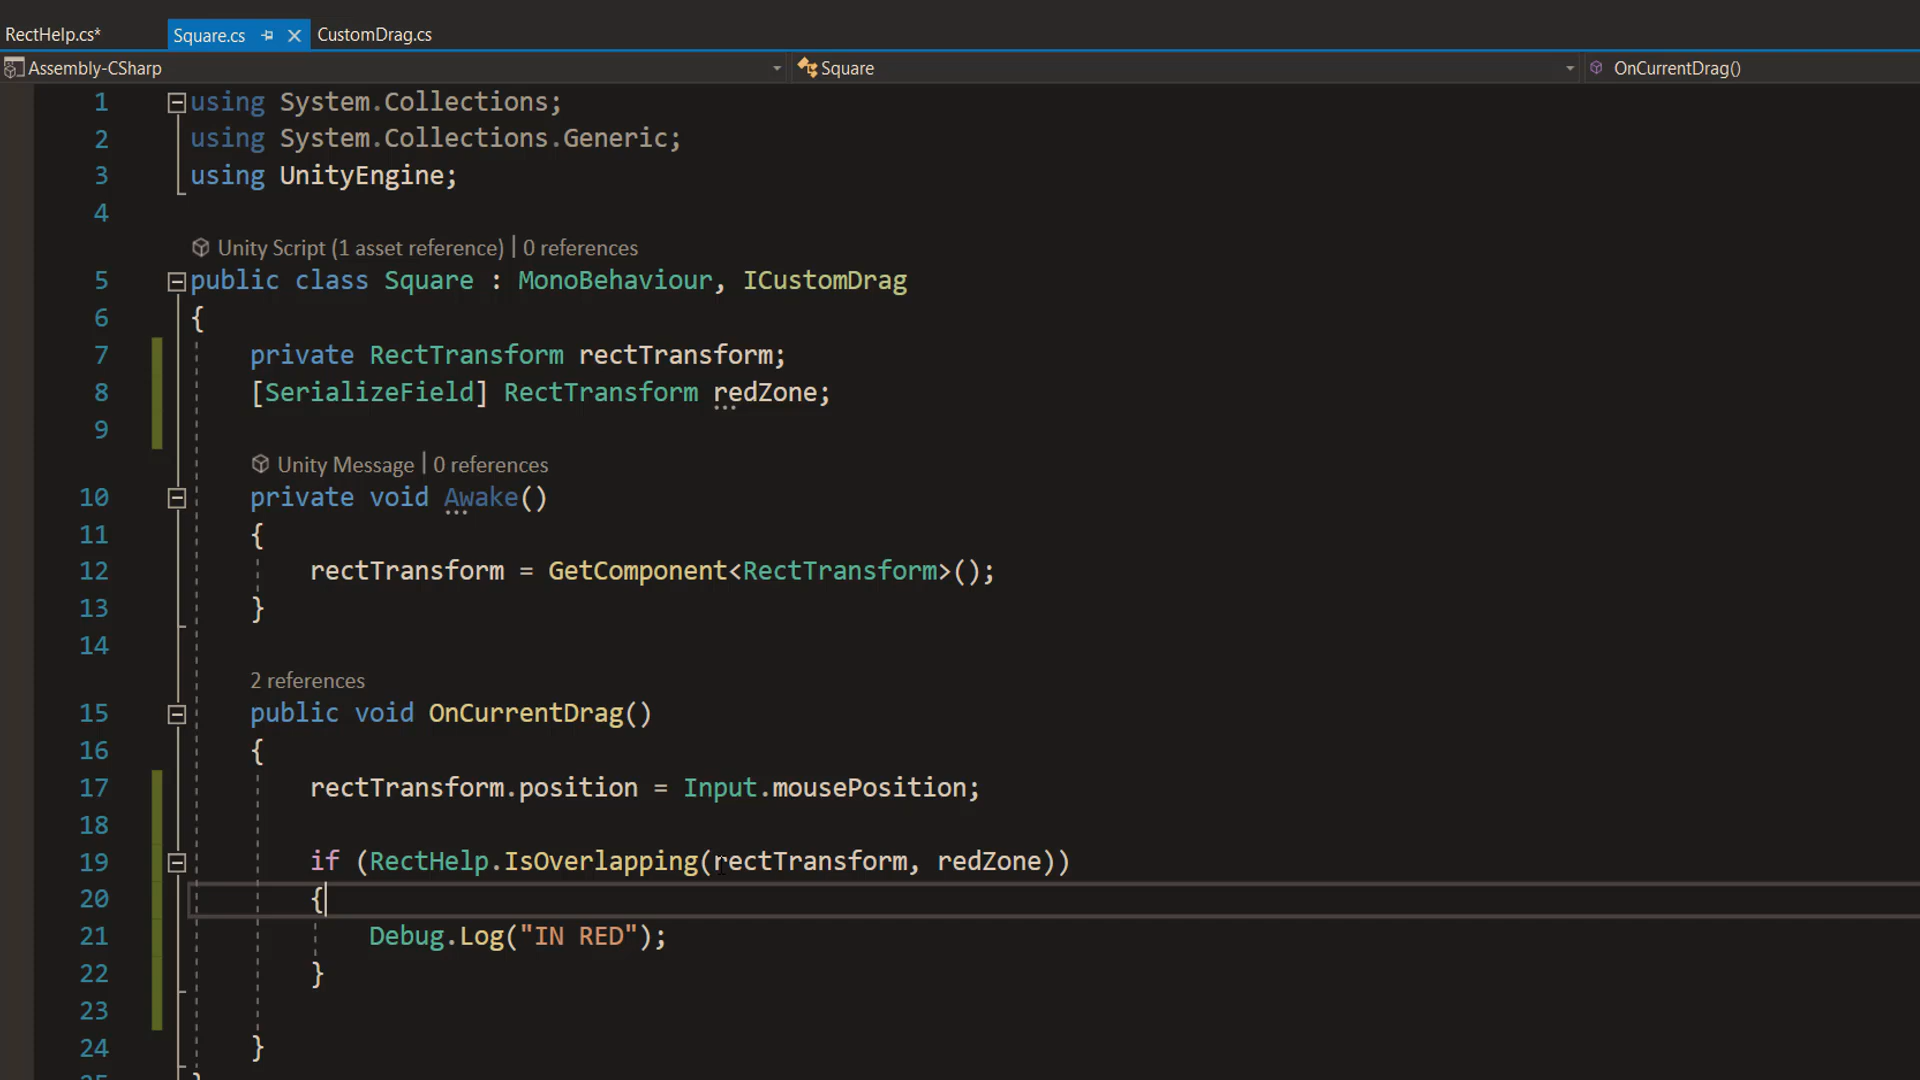 RectHelp.cs* Square.cs CustomDrag.cs
Assembly-CSharp Square OnCurrentDrag()
1 using System.Collections;
2 using System.Collections.Generic;
3 using UnityEngine;
4
Unity Script (1 asset reference) | 0 references
5 public class Square : MonoBehaviour, ICustomDrag
6 {
7 private RectTransform rectTransform;
8 [SerializeField] RectTransform redZone;
9
Unity Message | 0 references
10 private void Awake()
11 {
12 rectTransform = GetComponent<RectTransform>();
13 }
14
2 references
15 public void OnCurrentDrag()
16 {
17 rectTransform.position = Input.mousePosition;
18
19 if (RectHelp.IsOverlapping(rectTransform, redZone))
20 {
21 Debug.Log("IN RED");
22 }
23
24 }
25 }